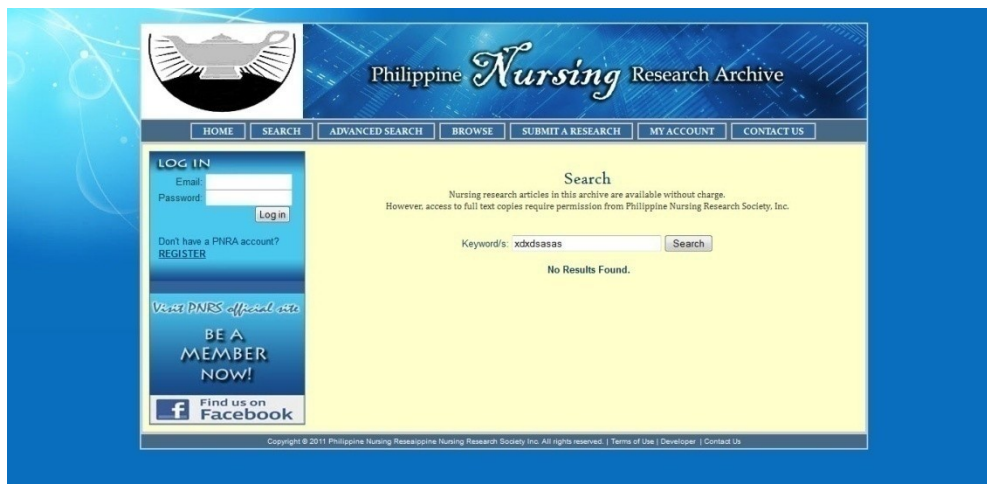 Philippine Nursing Research Archive
HOME SEARCH ADVANCED SEARCH BROWSE SUBMIT A RESEARCH MY ACCOUNT CONTACT US
LOG IN
Email:
Password:
Log in
Don't have a PNRA account?
REGISTER
Visit PNRS official site
BE A
MEMBER
NOW!
Find us on
Facebook
Search
Nursing research articles in this archive are available without charge.
However, access to full text copies require permission from Philippine Nursing Research Society, Inc.
Keyword/s: xdxdsasas Search
No Results Found.
Copyright © 2011 Philippine Nursing Reseaippine Nursing Research Society Inc. All rights reserved. | Terms of Use | Developer | Contact Us